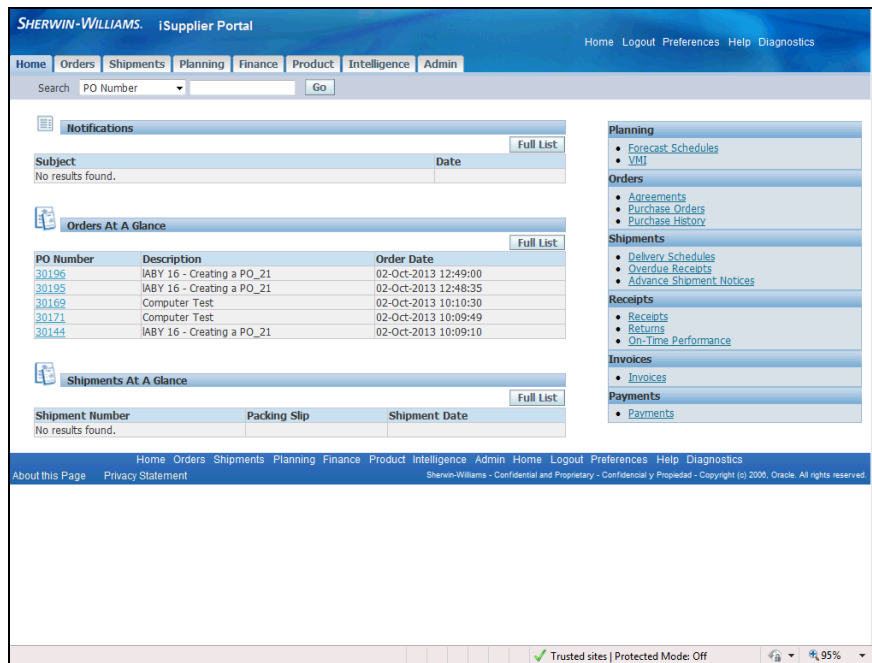 SHERWIN-WILLIAMS. iSupplier Portal
Home Logout Preferences Help Diagnostics
Home Orders Shipments Planning Finance Product Intelligence Admin
Search PO Number Go
Notifications
Full List
Subject Date
No results found.
Orders At A Glance
Full List
PO Number Description Order Date
30196 IABY 16 - Creating a PO_21 02-Oct-2013 12:49:00
30195 IABY 16 - Creating a PO_21 02-Oct-2013 12:48:35
30169 Computer Test 02-Oct-2013 10:10:30
30171 Computer Test 02-Oct-2013 10:09:49
30144 IABY 16 - Creating a PO_21 02-Oct-2013 10:09:10
Shipments At A Glance
Full List
Shipment Number Packing Slip Shipment Date
No results found.
Planning
Forecast Schedules
VMI
Orders
Agreements
Purchase Orders
Purchase History
Shipments
Delivery Schedules
Overdue Receipts
Advance Shipment Notices
Receipts
Receipts
Returns
On-Time Performance
Invoices
Invoices
Payments
Payments
Home Orders Shipments Planning Finance Product Intelligence Admin Home Logout Preferences Help Diagnostics
About this Page Privacy Statement Sherwin-Williams - Confidential and Proprietary - Confidencial y Propiedad - Copyright (c) 2006, Oracle. All rights reserved.
Trusted sites | Protected Mode: Off 95%